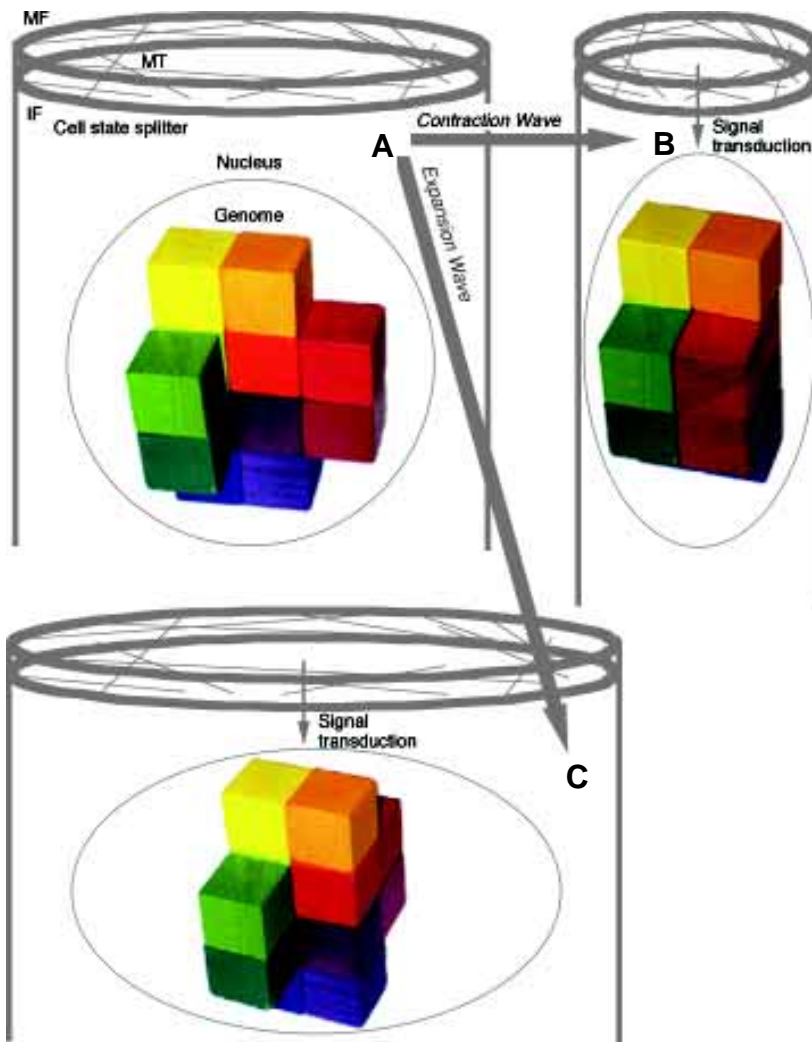 MF
MT
IF
Cell state splitter
A
Contraction Wave
B
Signal
transduction
Nucleus
Genome
Expansion Wave
Signal
transduction
C